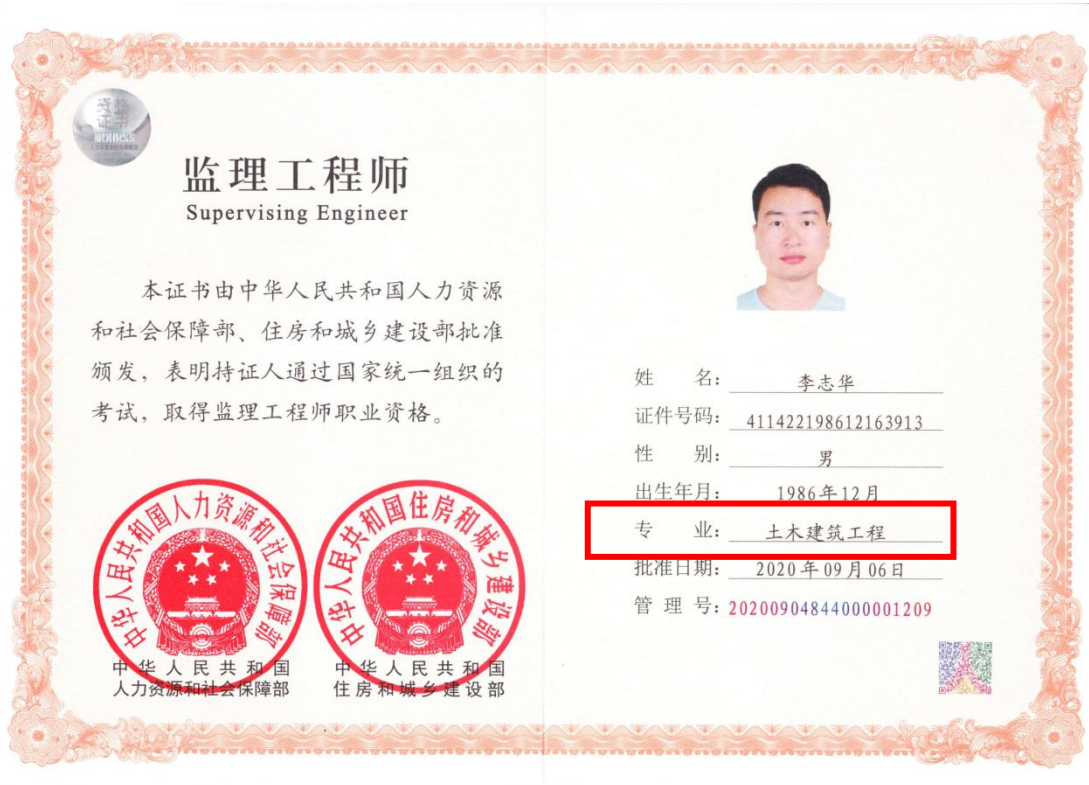 资格
证书
MOHRSS
监理工程师
Supervising Engineer
本证书由中华人民共和国人力资源
和社会保障部、住房和城乡建设部批准
颁发，表明持证人通过国家统一组织的
考试，取得监理工程师职业资格。
中华人民共和国人力资源和社会保障部
中华人民共和国住房和城乡建设部
中华人民共和国
人力资源和社会保障部
中华人民共和国
住房和城乡建设部
姓 名：李志华
证件号码：411422198612163913
性 别：男
出生年月：1986年12月
专 业：土木建筑工程
批准日期：2020年09月06日
管 理 号：20200904844000001209